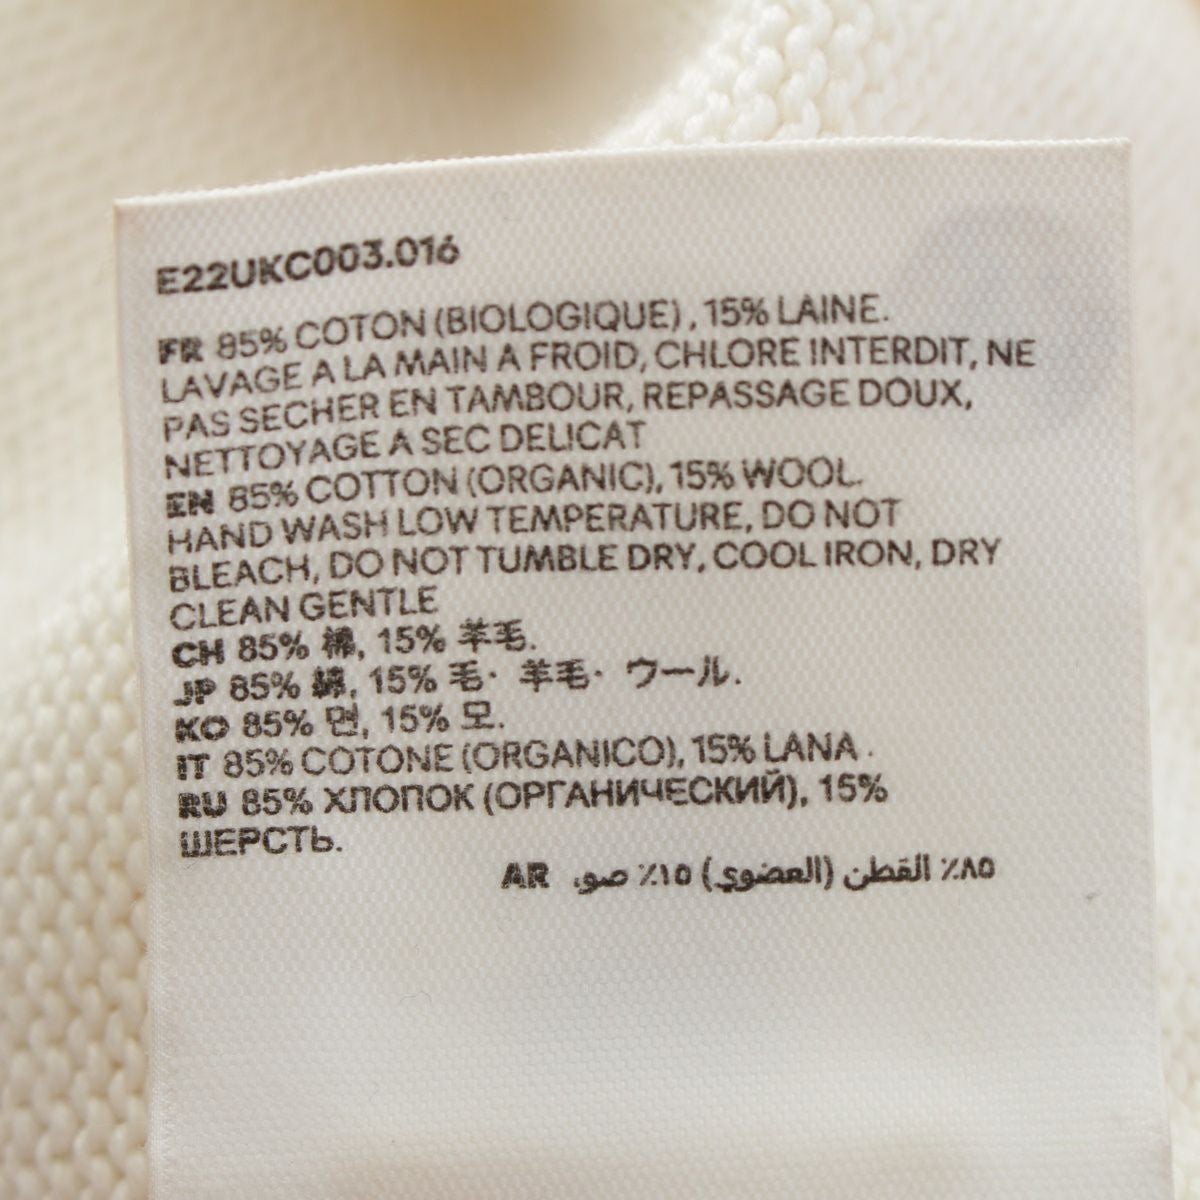 E22UKC003.016
FR 85% COTON (BIOLOGIQUE), 15% LAINE.
LAVAGE A LA MAIN A FROID, CHLORE INTERDIT, NE
PAS SECHER EN TAMBOUR, REPASSAGE DOUX,
NETTOYAGE A SEC DELICAT
EN 85% COTTON (ORGANIC), 15% WOOL.
HAND WASH LOW TEMPERATURE, DO NOT
BLEACH, DO NOT TUMBLE DRY, COOL IRON, DRY
CLEAN GENTLE
CH 85% 棉, 15% 羊毛.
JP 85% 綿, 15% 毛· 羊毛· ウール.
KO 85% 면, 15% 모.
IT 85% COTONE (ORGANICO), 15% LANA .
RU 85% ХЛОПОК (ОРГАНИЧЕСКИЙ), 15%
ШЕРСТЬ.
٨٥٪ القطن (العضوي) ١٥٪ AR